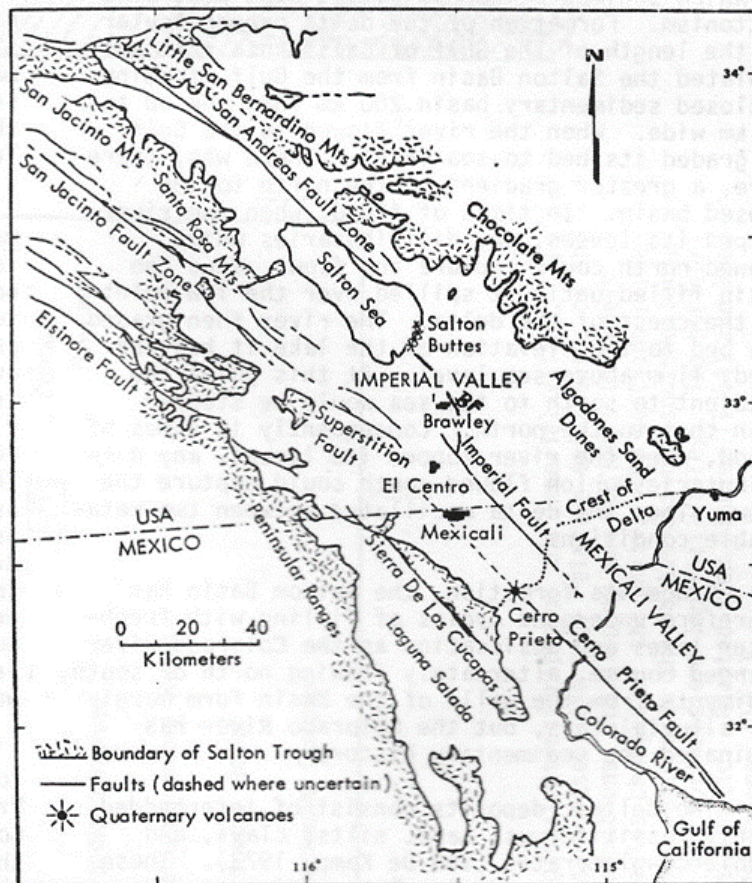 N
34°
Little San Bernardino Mts
San Andreas Fault Zone
San Jacinto Mts
Santa Rosa Mts
San Jacinto Fault Zone
Elsinore Fault
Salton Sea
Chocolate Mts
Salton
Buttes
IMPERIAL VALLEY
Brawley
33°
Algodones Sand
Dunes
Superstition
Fault
Imperial Fault
El Centro
Crest of
Delta
Yuma
Mexicali
USA
MEXICO
USA
MEXICO
MEXICALI VALLEY
Peninsular Ranges
Sierra De Los Cucapas
Laguna Salada
Cerro
Prieto
Cerro Prieto Fault
Colorado River
0 20 40
Kilometers
32°
Boundary of Salton Trough
Faults (dashed where uncertain)
Quaternary volcanoes
Gulf of
California
116°
115°